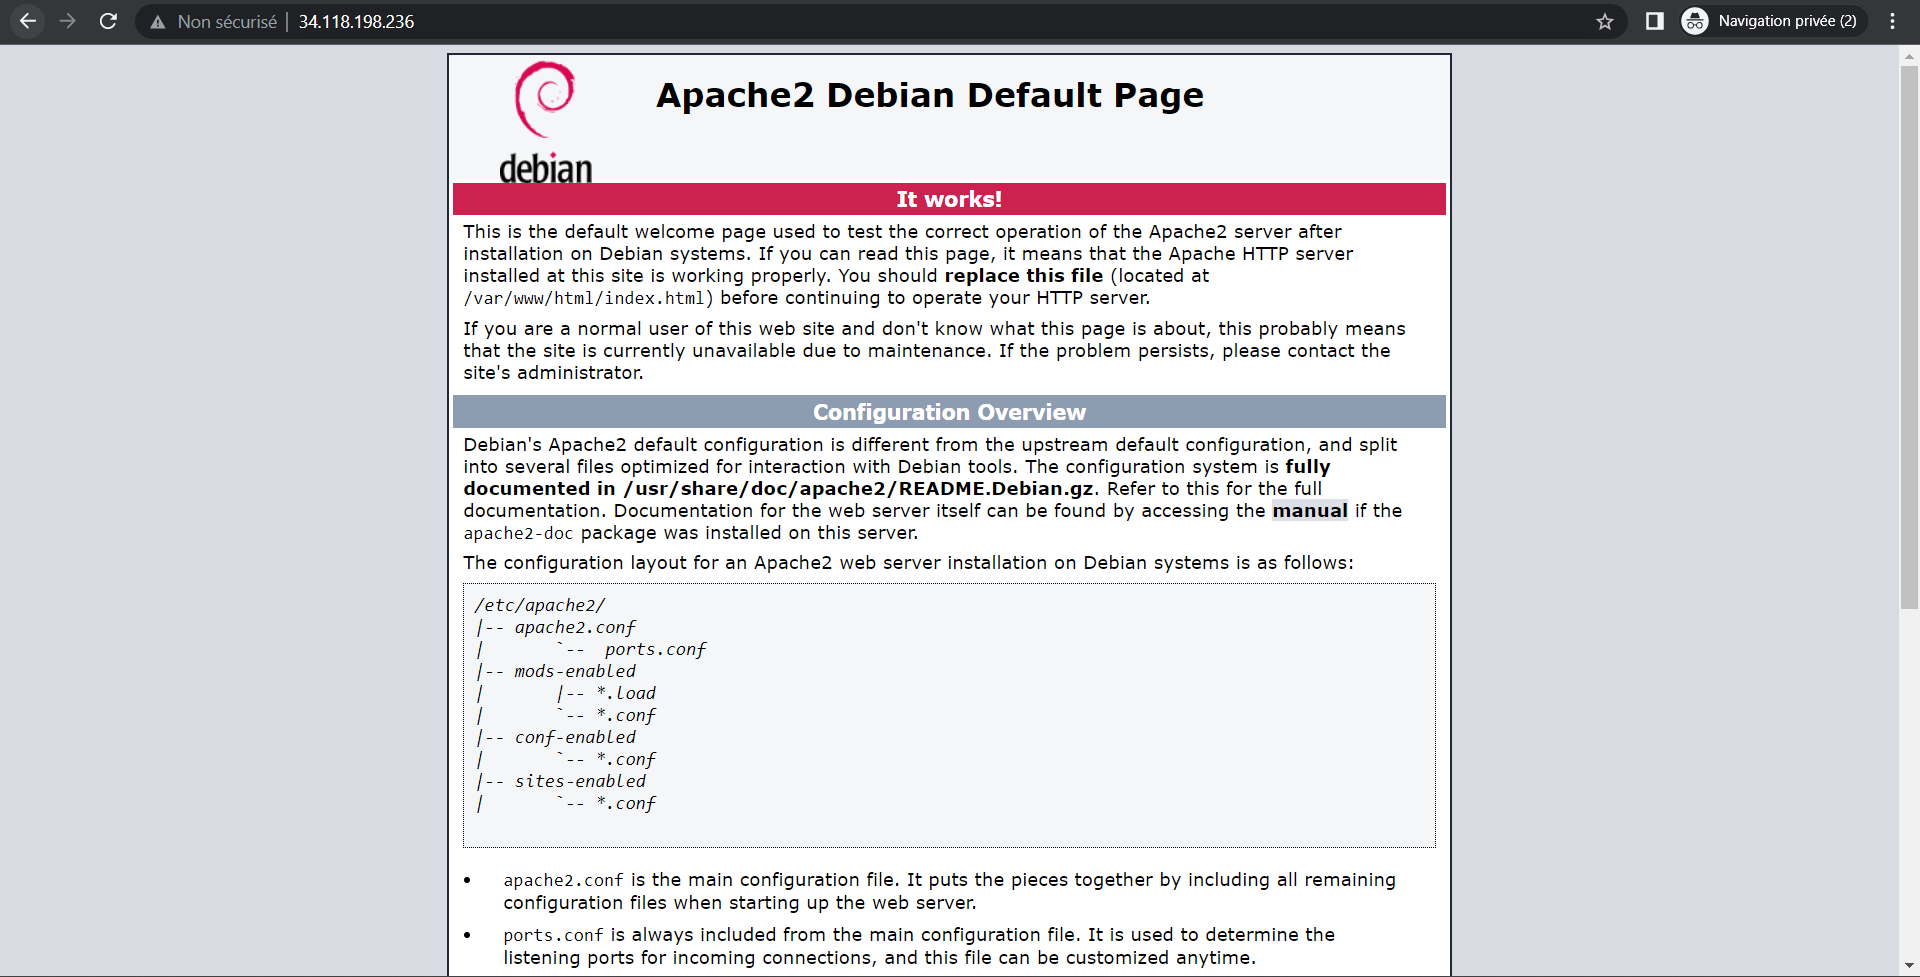 Non sécurisé | 34.118.198.236
Navigation privée (2)
debian
Apache2 Debian Default Page
It works!
This is the default welcome page used to test the correct operation of the Apache2 server after
installation on Debian systems. If you can read this page, it means that the Apache HTTP server
installed at this site is working properly. You should replace this file (located at
/var/www/html/index.html) before continuing to operate your HTTP server.
If you are a normal user of this web site and don't know what this page is about, this probably means
that the site is currently unavailable due to maintenance. If the problem persists, please contact the
site's administrator.
Configuration Overview
Debian's Apache2 default configuration is different from the upstream default configuration, and split
into several files optimized for interaction with Debian tools. The configuration system is fully
documented in /usr/share/doc/apache2/README.Debian.gz. Refer to this for the full
documentation. Documentation for the web server itself can be found by accessing the manual if the
apache2-doc package was installed on this server.
The configuration layout for an Apache2 web server installation on Debian systems is as follows:
/etc/apache2/
|-- apache2.conf
|       `--  ports.conf
|-- mods-enabled
|       |-- *.load
|       `-- *.conf
|-- conf-enabled
|       `-- *.conf
|-- sites-enabled
|       `-- *.conf
• apache2.conf is the main configuration file. It puts the pieces together by including all remaining
configuration files when starting up the web server.
• ports.conf is always included from the main configuration file. It is used to determine the
listening ports for incoming connections, and this file can be customized anytime.